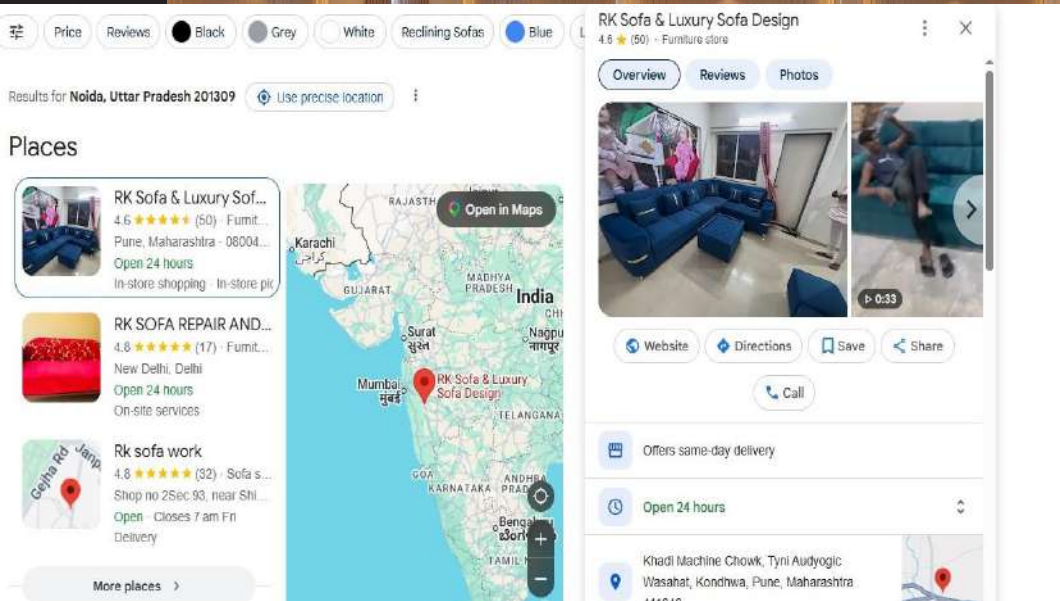 Price
Reviews
Black
Grey
White
Reclining Sofas
Blue
Results for Noida, Uttar Pradesh 201309
Use precise location
Places
RK Sofa & Luxury Sof...
4.6 (50) · Furnit...
Pune, Maharashtra · 08004...
Open 24 hours
In-store shopping · In-store pic
RK SOFA REPAIR AND...
4.8 (17) · Furnit...
New Delhi, Delhi
Open 24 hours
On-site services
Gejha Rd
Janp
Rk sofa work
4.8 (32) · Sofa s...
Shop no 2Sec 93, near Shi...
Open · Closes 7 am Fri
Delivery
More places
Open in Maps
RAJASTH
Karachi
كراچی
GUJARAT
MADHYA
PRADESH
India
Surat
સુરત
Nagpu
नागपूर
Mumbai
मुंबई
RK Sofa & Luxury
Sofa Design
TELANGANA
GOA
KARNATAKA
ANDHRA
PRAD
Bengal
TAMIL N
RK Sofa & Luxury Sofa Design
4.6 (50) · Furniture store
Overview
Reviews
Photos
0:33
Website
Directions
Save
Share
Call
Offers same-day delivery
Open 24 hours
Khadi Machine Chowk, Tyni Audyogic
Wasahat, Kondhwa, Pune, Maharashtra